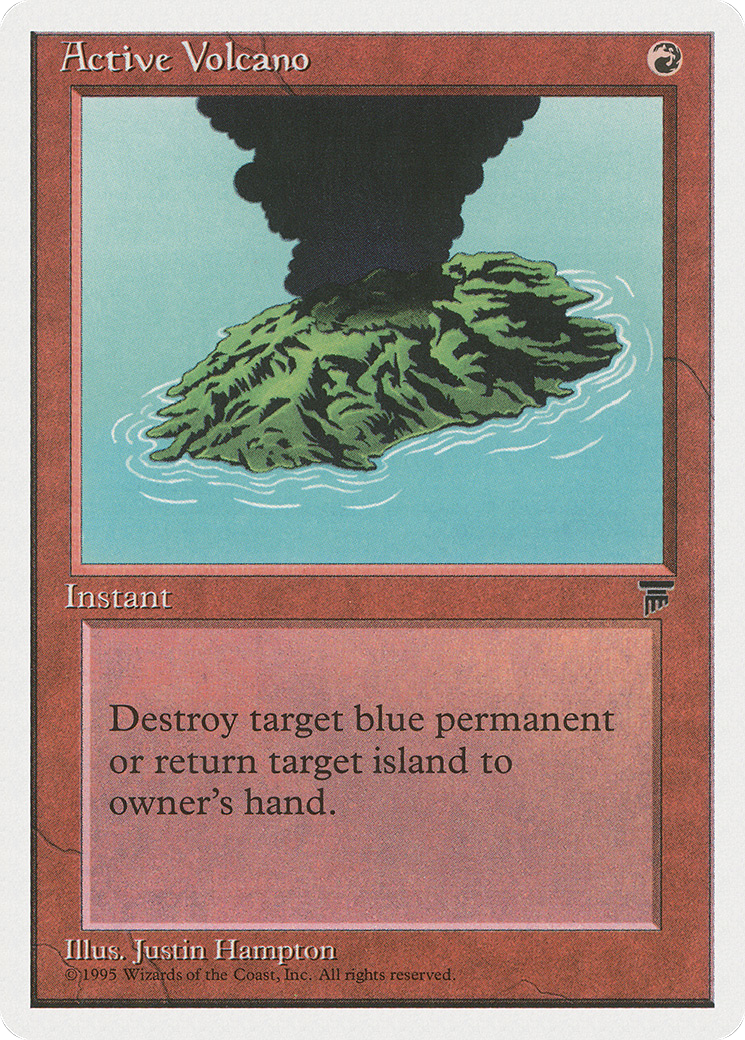 Active Volcano
Instant
Destroy target blue permanent
or return target island to
owner's hand.
Illus. Justin Hampton
© 1995 Wizards of the Coast, Inc. All rights reserved.